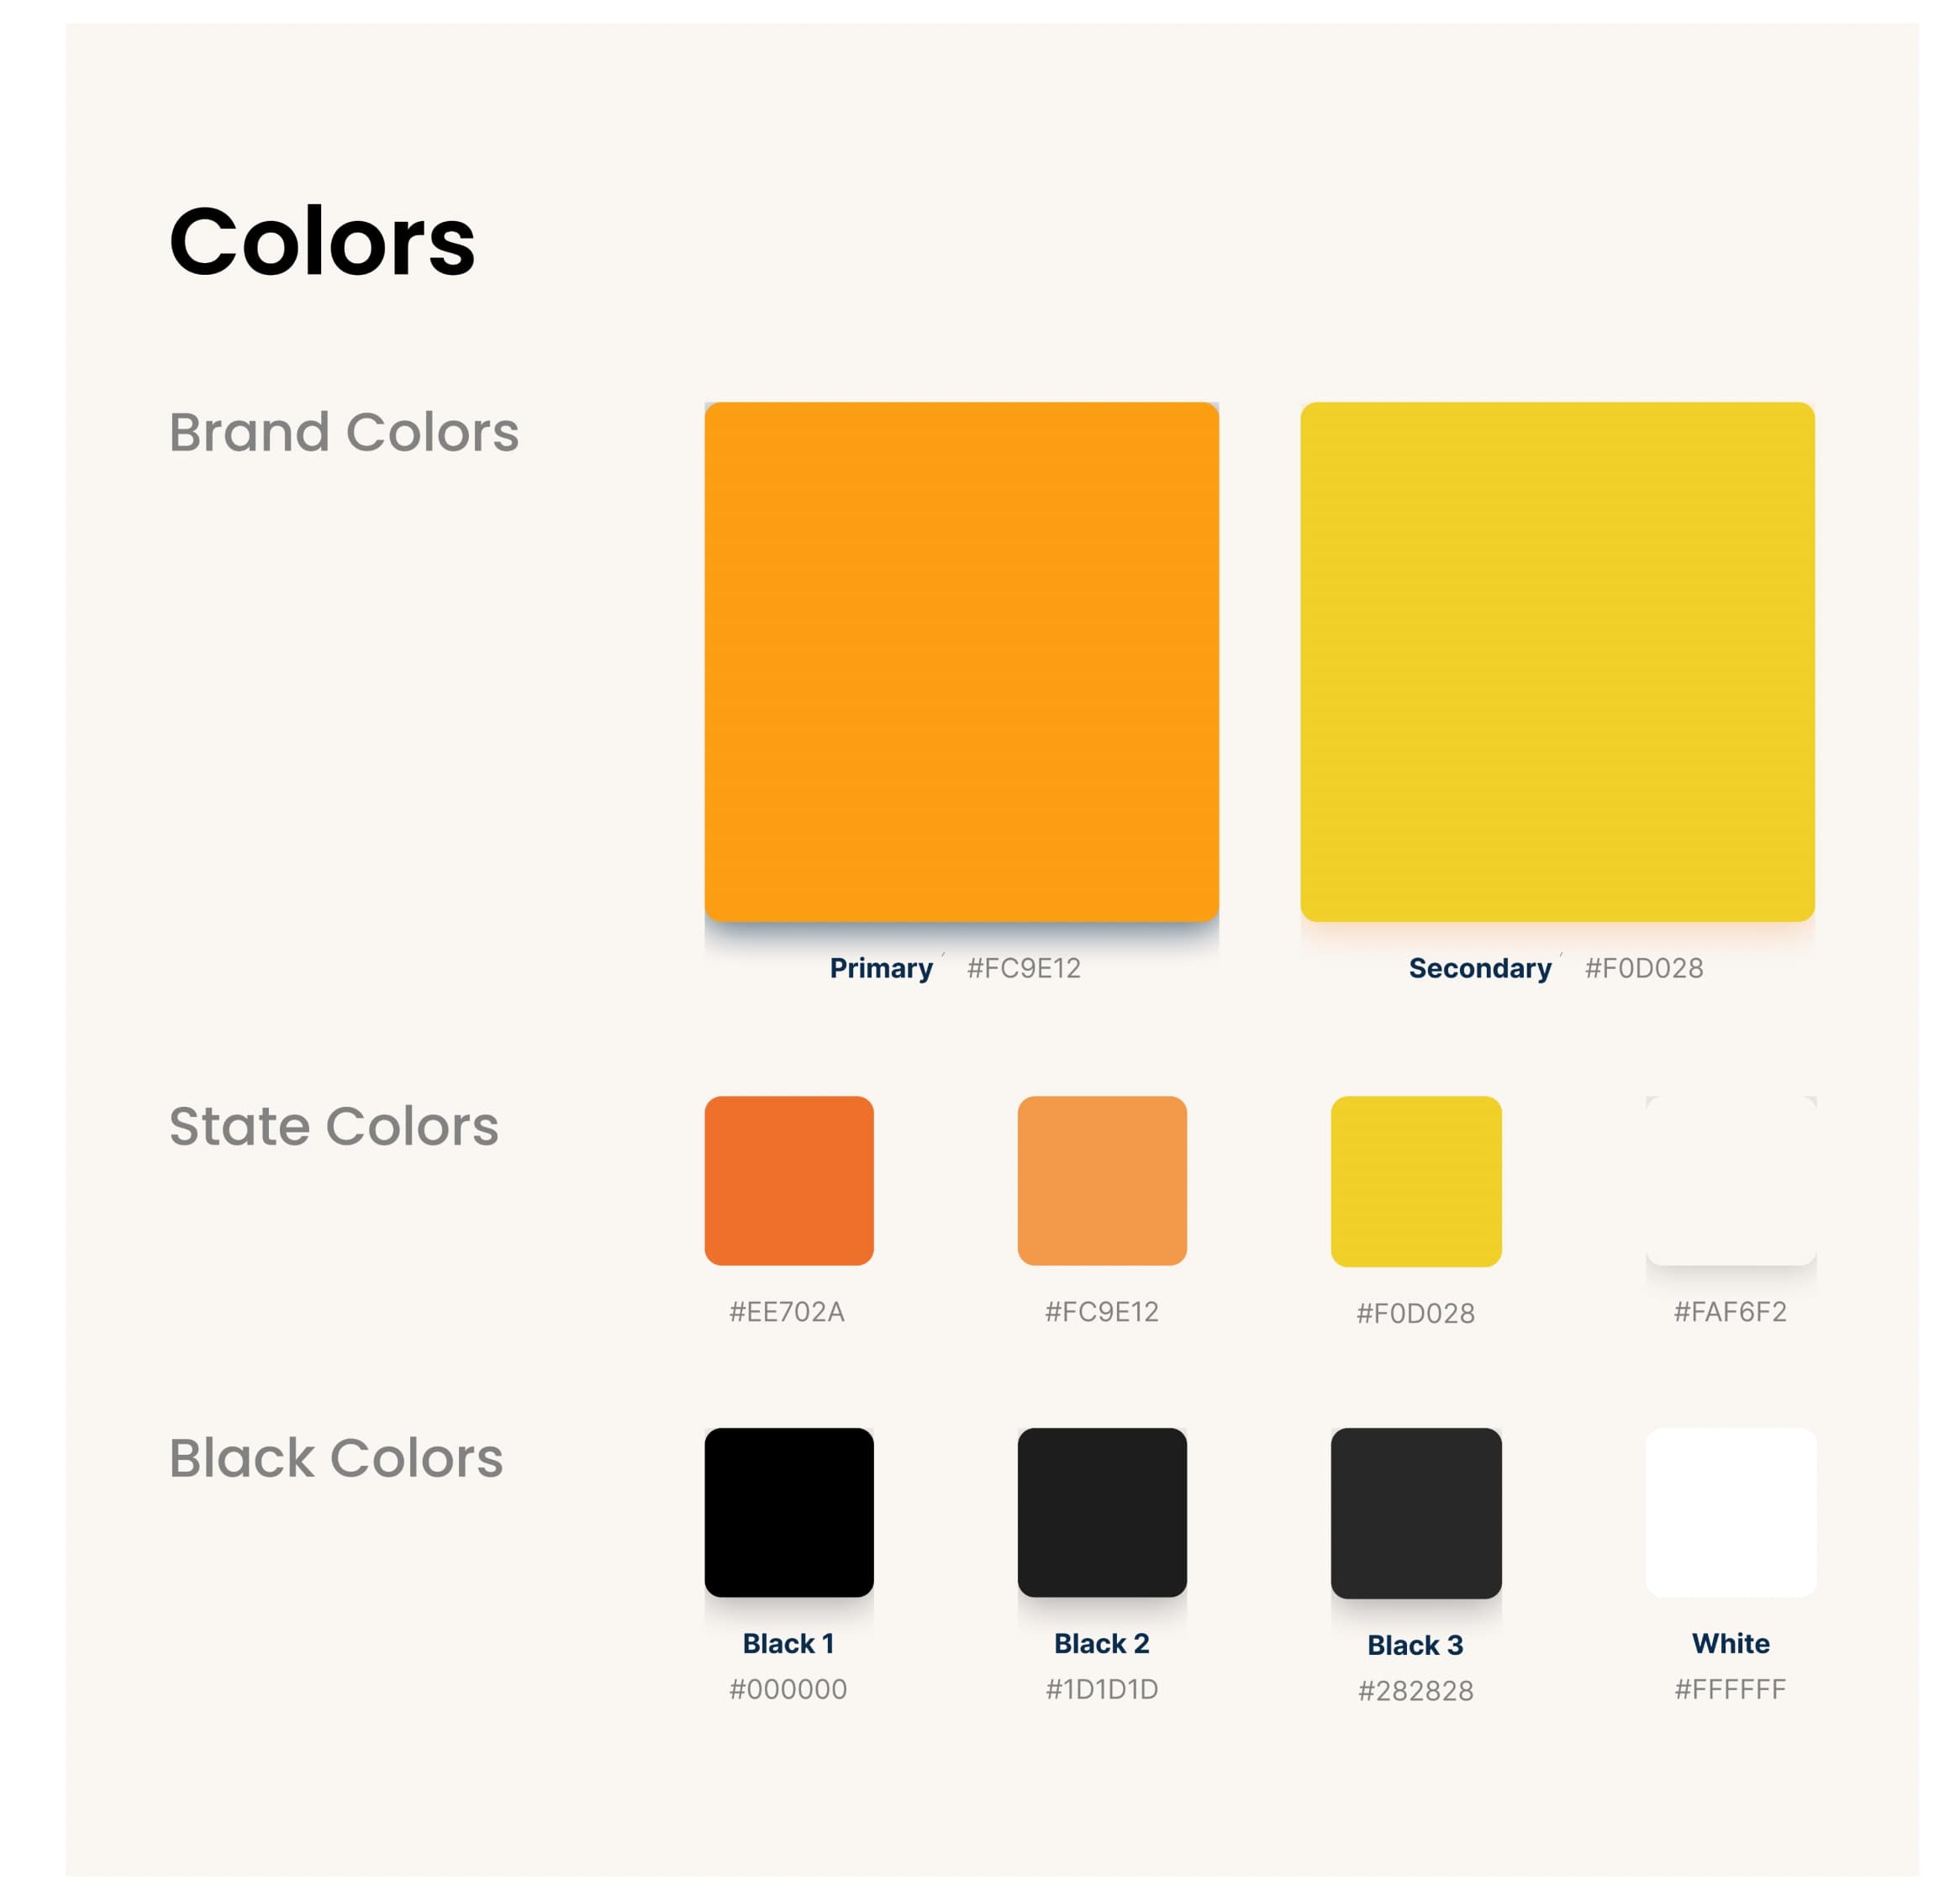 Colors
Brand Colors
Primary #FC9E12
Secondary #F0D028
State Colors
#EE702A
#FC9E12
#F0D028
#FAF6F2
Black Colors
Black 1
#000000
Black 2
#1D1D1D
Black 3
#282828
White
#FFFFFF